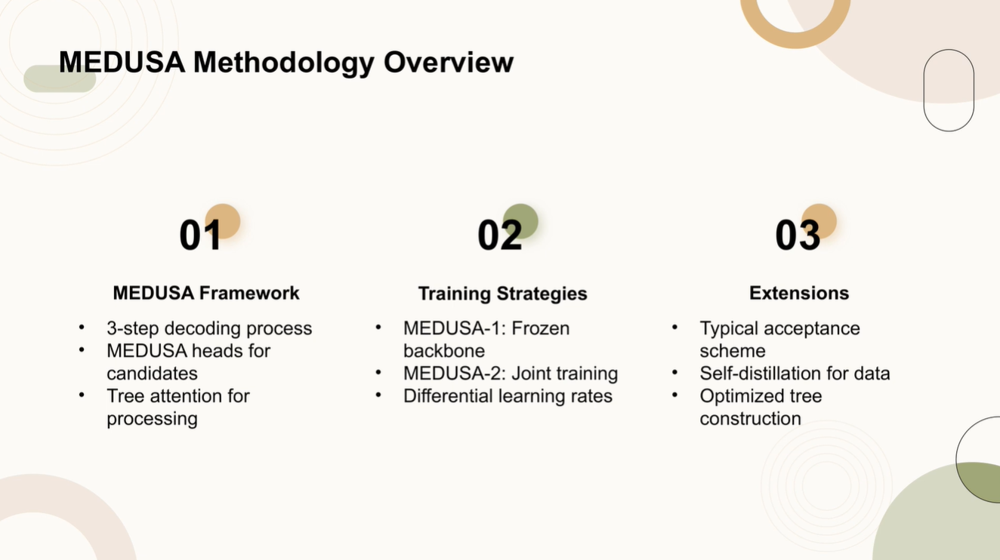 MEDUSA Methodology Overview
01
MEDUSA Framework
• 3-step decoding process
• MEDUSA heads for
candidates
• Tree attention for
processing
02
Training Strategies
• MEDUSA-1: Frozen
backbone
• MEDUSA-2: Joint training
• Differential learning rates
03
Extensions
• Typical acceptance
scheme
• Self-distillation for data
• Optimized tree
construction